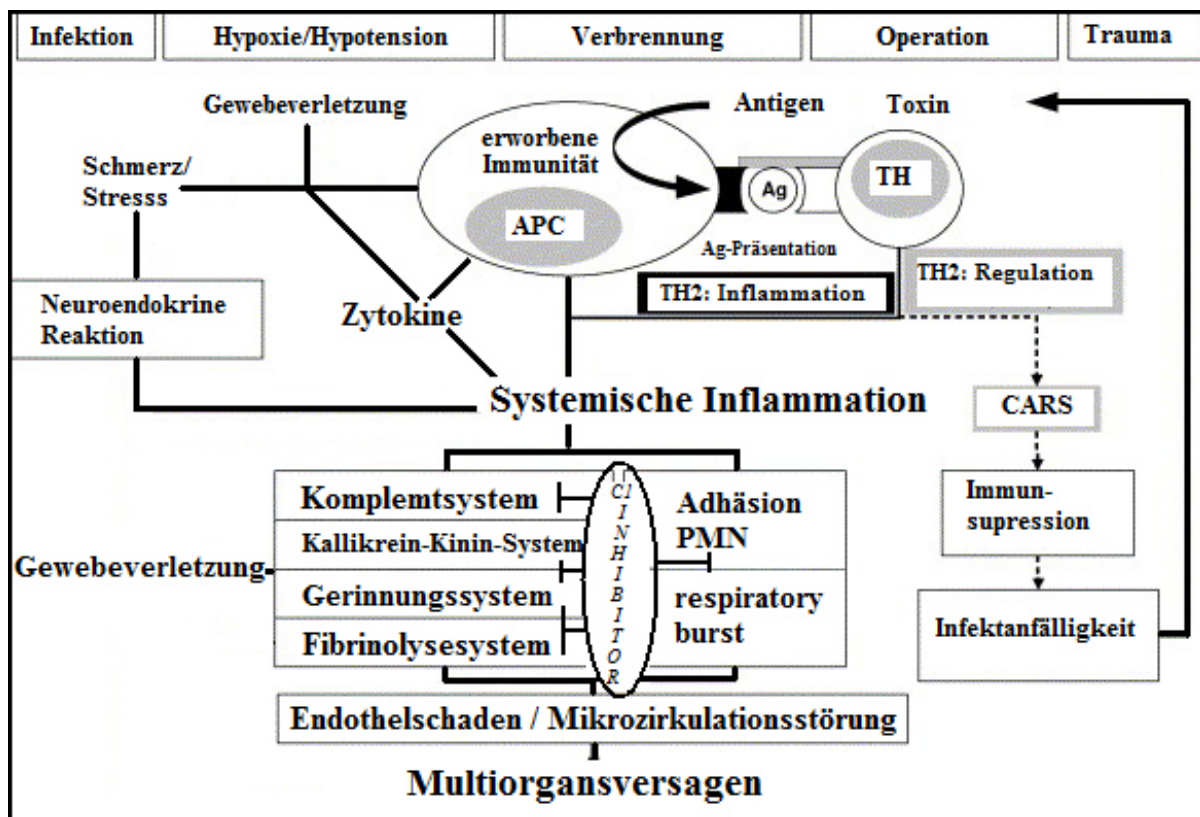 Infektion
Hypoxie/Hypotension
Verbrennung
Operation
Trauma
Gewebeverletzung
Antigen
Toxin
erworbene
Immunität
Schmerz/
Stresss
APC
Ag
TH
Ag-Präsentation
TH2: Inflammation
TH2: Regulation
Neuroendokrine
Reaktion
Zytokine
Systemische Inflammation
CARS
Komplemtsystem
Kallikrein-Kinin-System
Gewebeverletzung
Gerinnungssystem
Fibrinolysesystem
C1
I
N
H
I
B
I
T
O
R
Adhäsion
PMN
respiratory
burst
Immun-
supression
Infektanfälligkeit
Endothelschaden / Mikrozirkulationsstörung
Multiorgansversagen